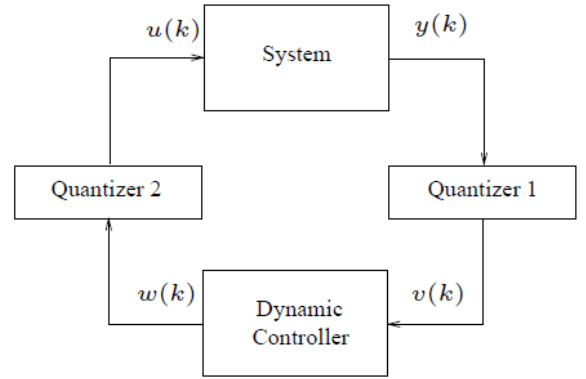 u(k)
System
y(k)
Quantizer 2
Quantizer 1
w(k)
Dynamic
Controller
v(k)